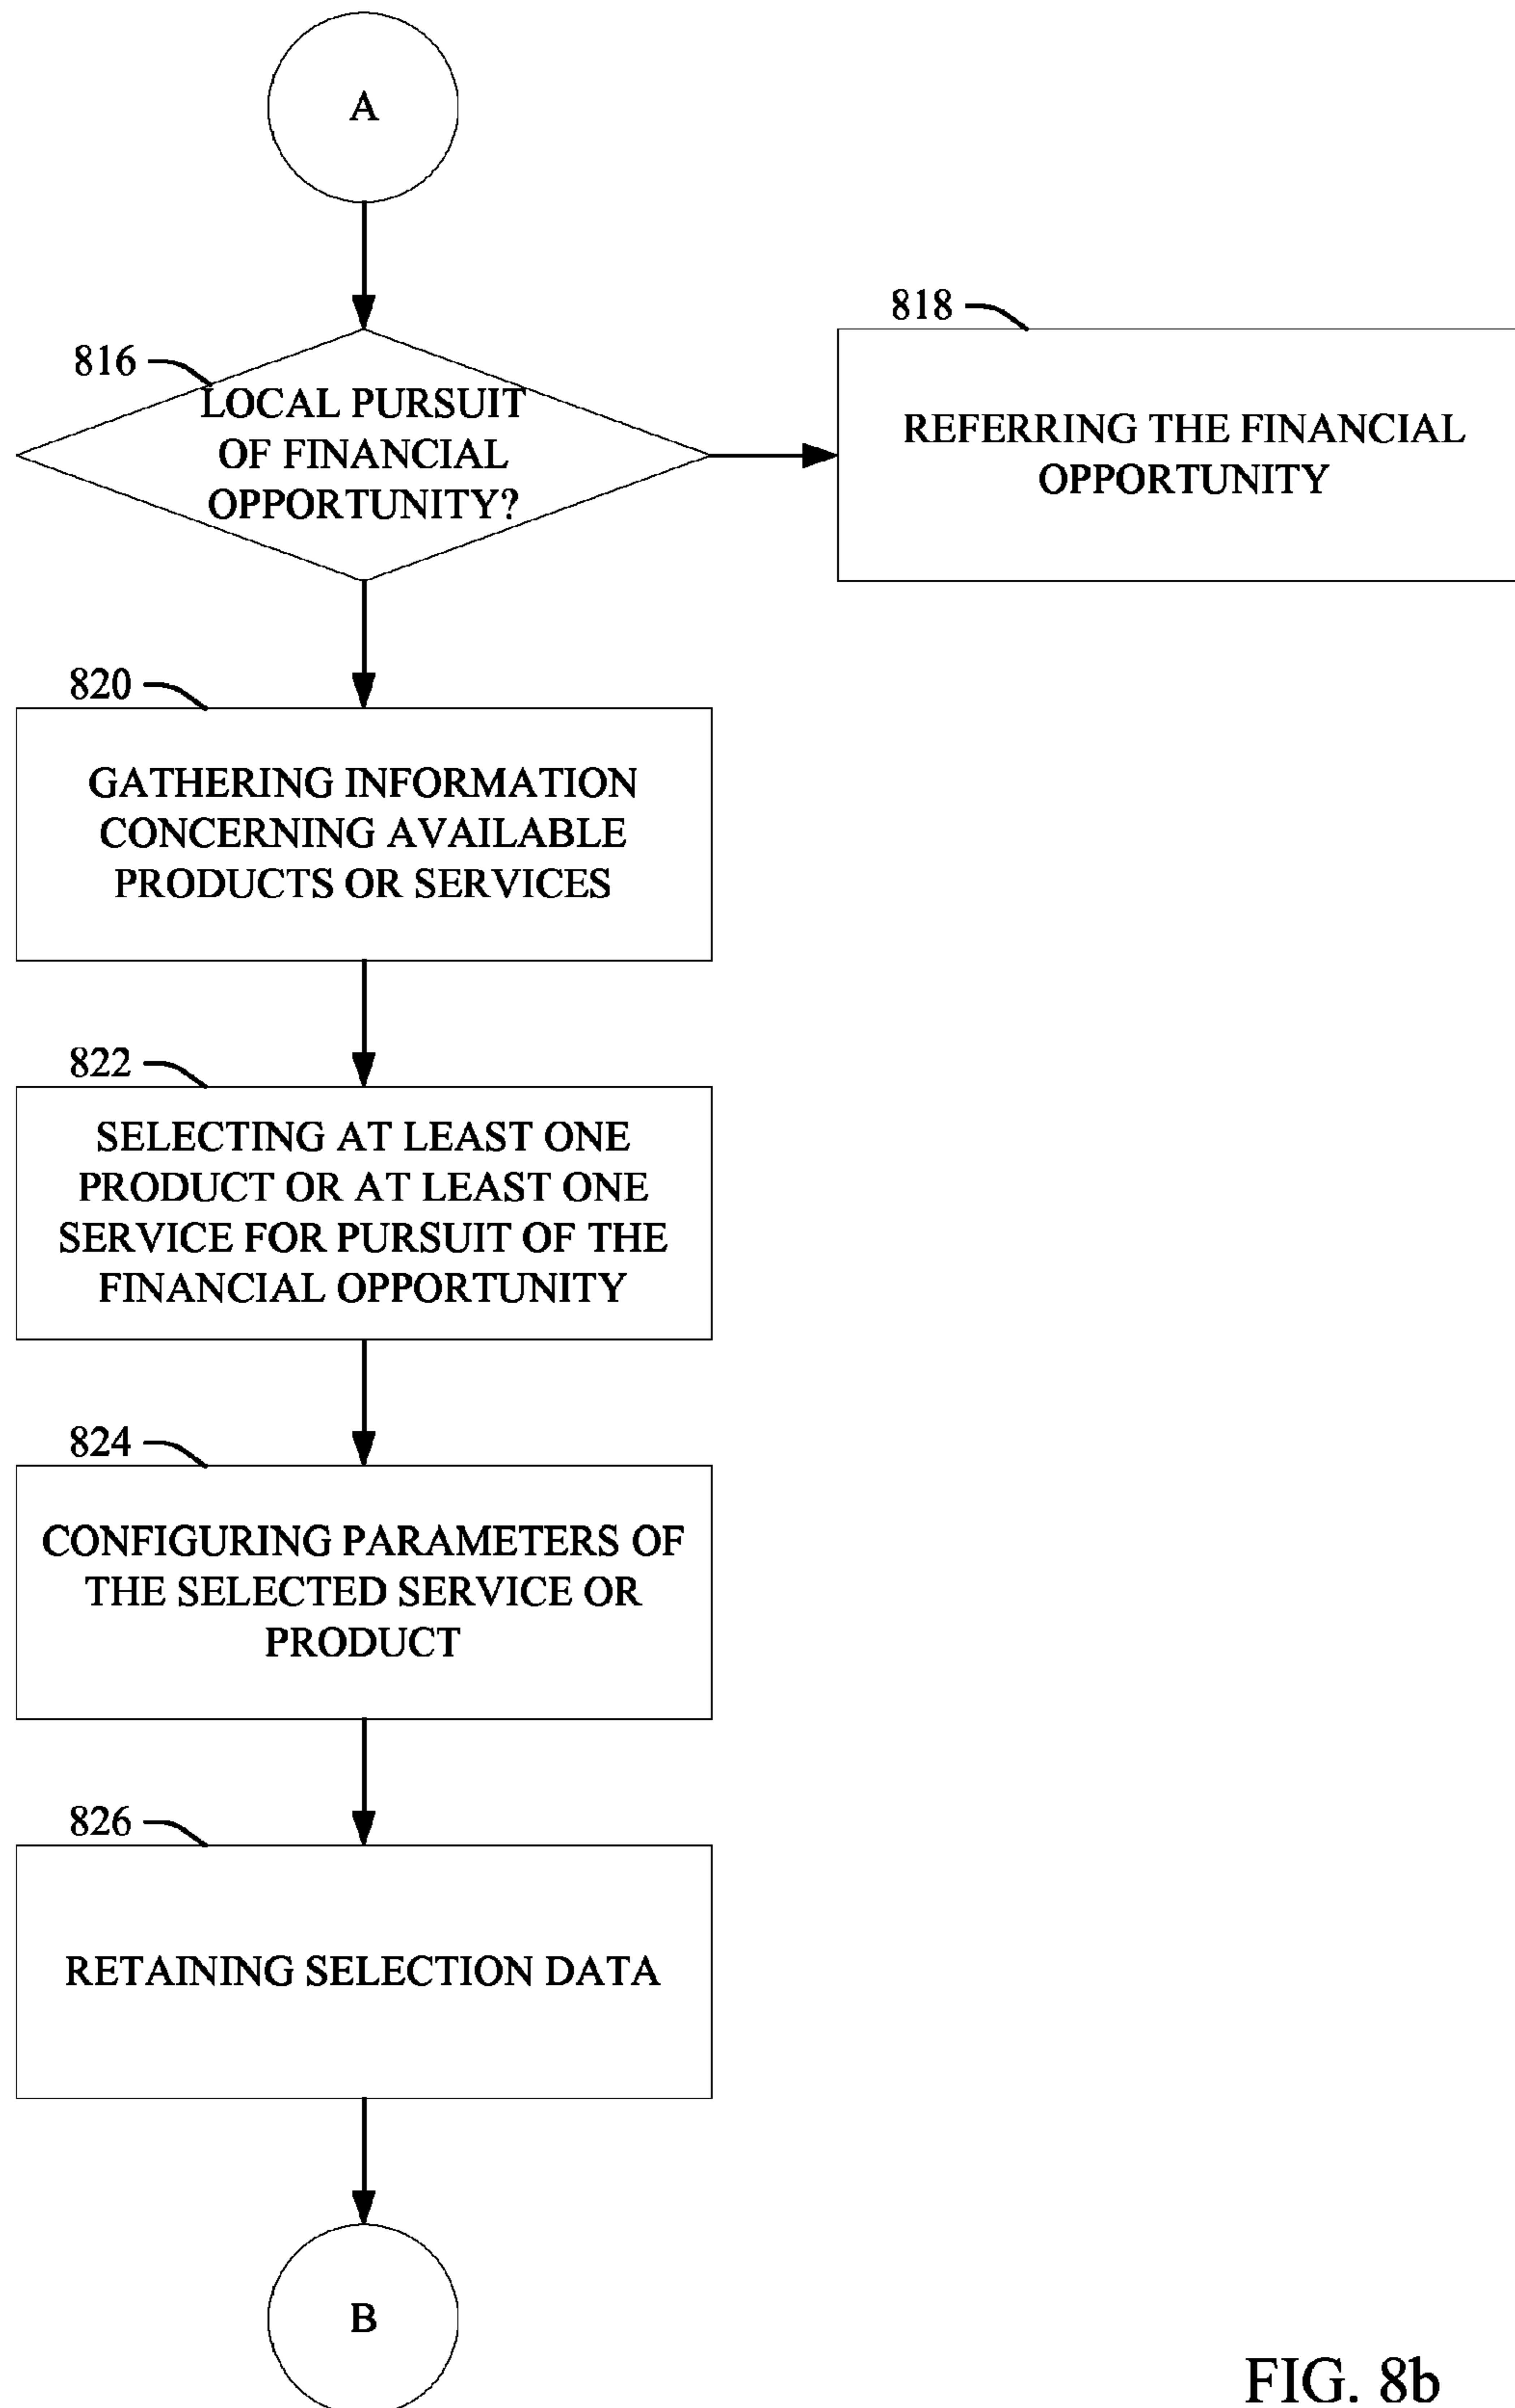 A
816
LOCAL PURSUIT
OF FINANCIAL
OPPORTUNITY?
818
REFERRING THE FINANCIAL
OPPORTUNITY
820
GATHERING INFORMATION
CONCERNING AVAILABLE
PRODUCTS OR SERVICES
822
SELECTING AT LEAST ONE
PRODUCT OR AT LEAST ONE
SERVICE FOR PURSUIT OF THE
FINANCIAL OPPORTUNITY
824
CONFIGURING PARAMETERS OF
THE SELECTED SERVICE OR
PRODUCT
826
RETAINING SELECTION DATA
B
FIG. 8b